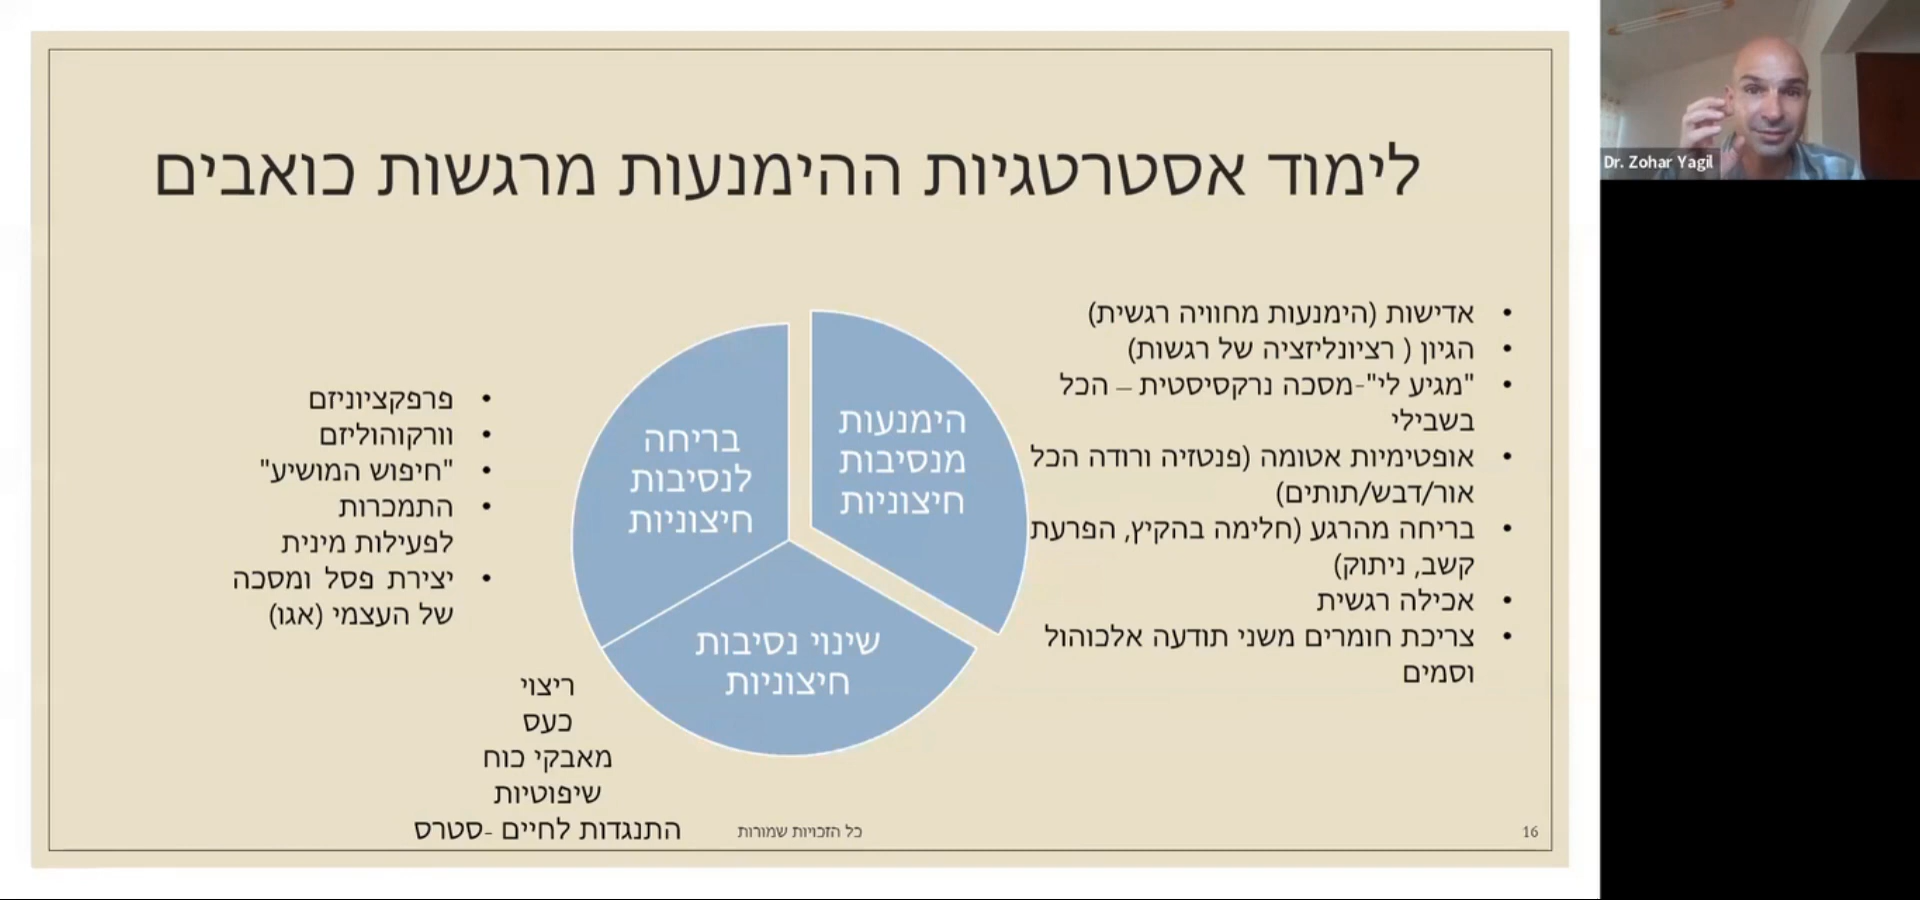 לימוד אסטרטגיות ההימנעות מרגשות כואבים
• אדישות (הימנעות מחוויה רגשית)
• הגיון ( רציונליזציה של רגשות)
• "מגיע לי"-מסכה נרקסיסטית – הכל
בשבילי
• אופטימיות אטומה (פנטזיה ורודה הכל
אור/דבש/תותים)
• בריחה מהרגע (חלימה בהקיץ, הפרעת
קשב, ניתוק)
• אכילה רגשית
• צריכת חומרים משני תודעה אלכוהול
וסמים
הימנעות
מנסיבות
חיצוניות
בריחה
לנסיבות
חיצוניות
שינוי נסיבות
חיצוניות
• פרפקציוניזם
• וורקוהוליזם
• "חיפוש המושיע"
• התמכרות
לפעילות מינית
• יצירת פסל ומסכה
של העצמי (אגו)
ריצוי
כעס
מאבקי כוח
שיפוטיות
התנגדות לחיים -סטרס
כל הזכויות שמורות
16
Dr. Zohar Yagil